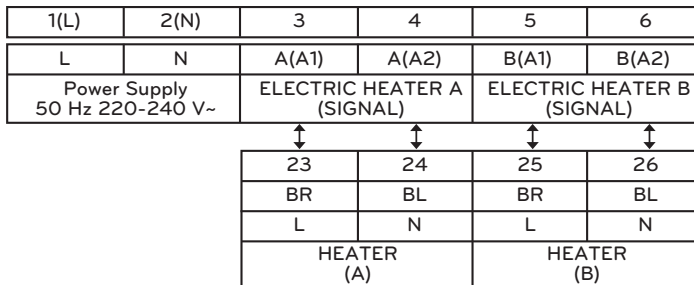 1(L) 2(N) 3 4 5 6
L N A(A1) A(A2) B(A1) B(A2)
Power Supply ELECTRIC HEATER A ELECTRIC HEATER B
50 Hz 220-240 V~ (SIGNAL) (SIGNAL)
23 24 25 26
BR BL BR BL
L N L N
HEATER HEATER
(A) (B)